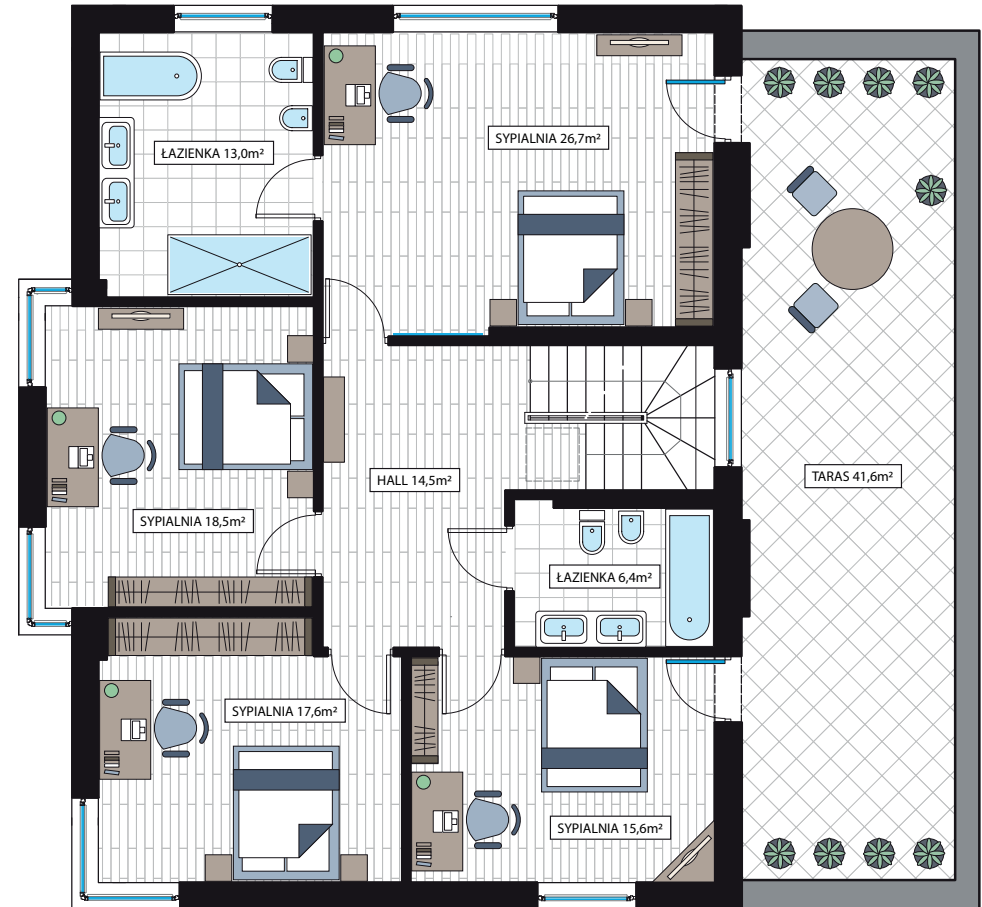 SYPIALNIA 26,7m²
ŁAZIENKA 13,0m²
HALL 14,5m²
TARAS 41,6m²
SYPIALNIA 18,5m²
ŁAZIENKA 6,4m²
SYPIALNIA 17,6m²
SYPIALNIA 15,6m²